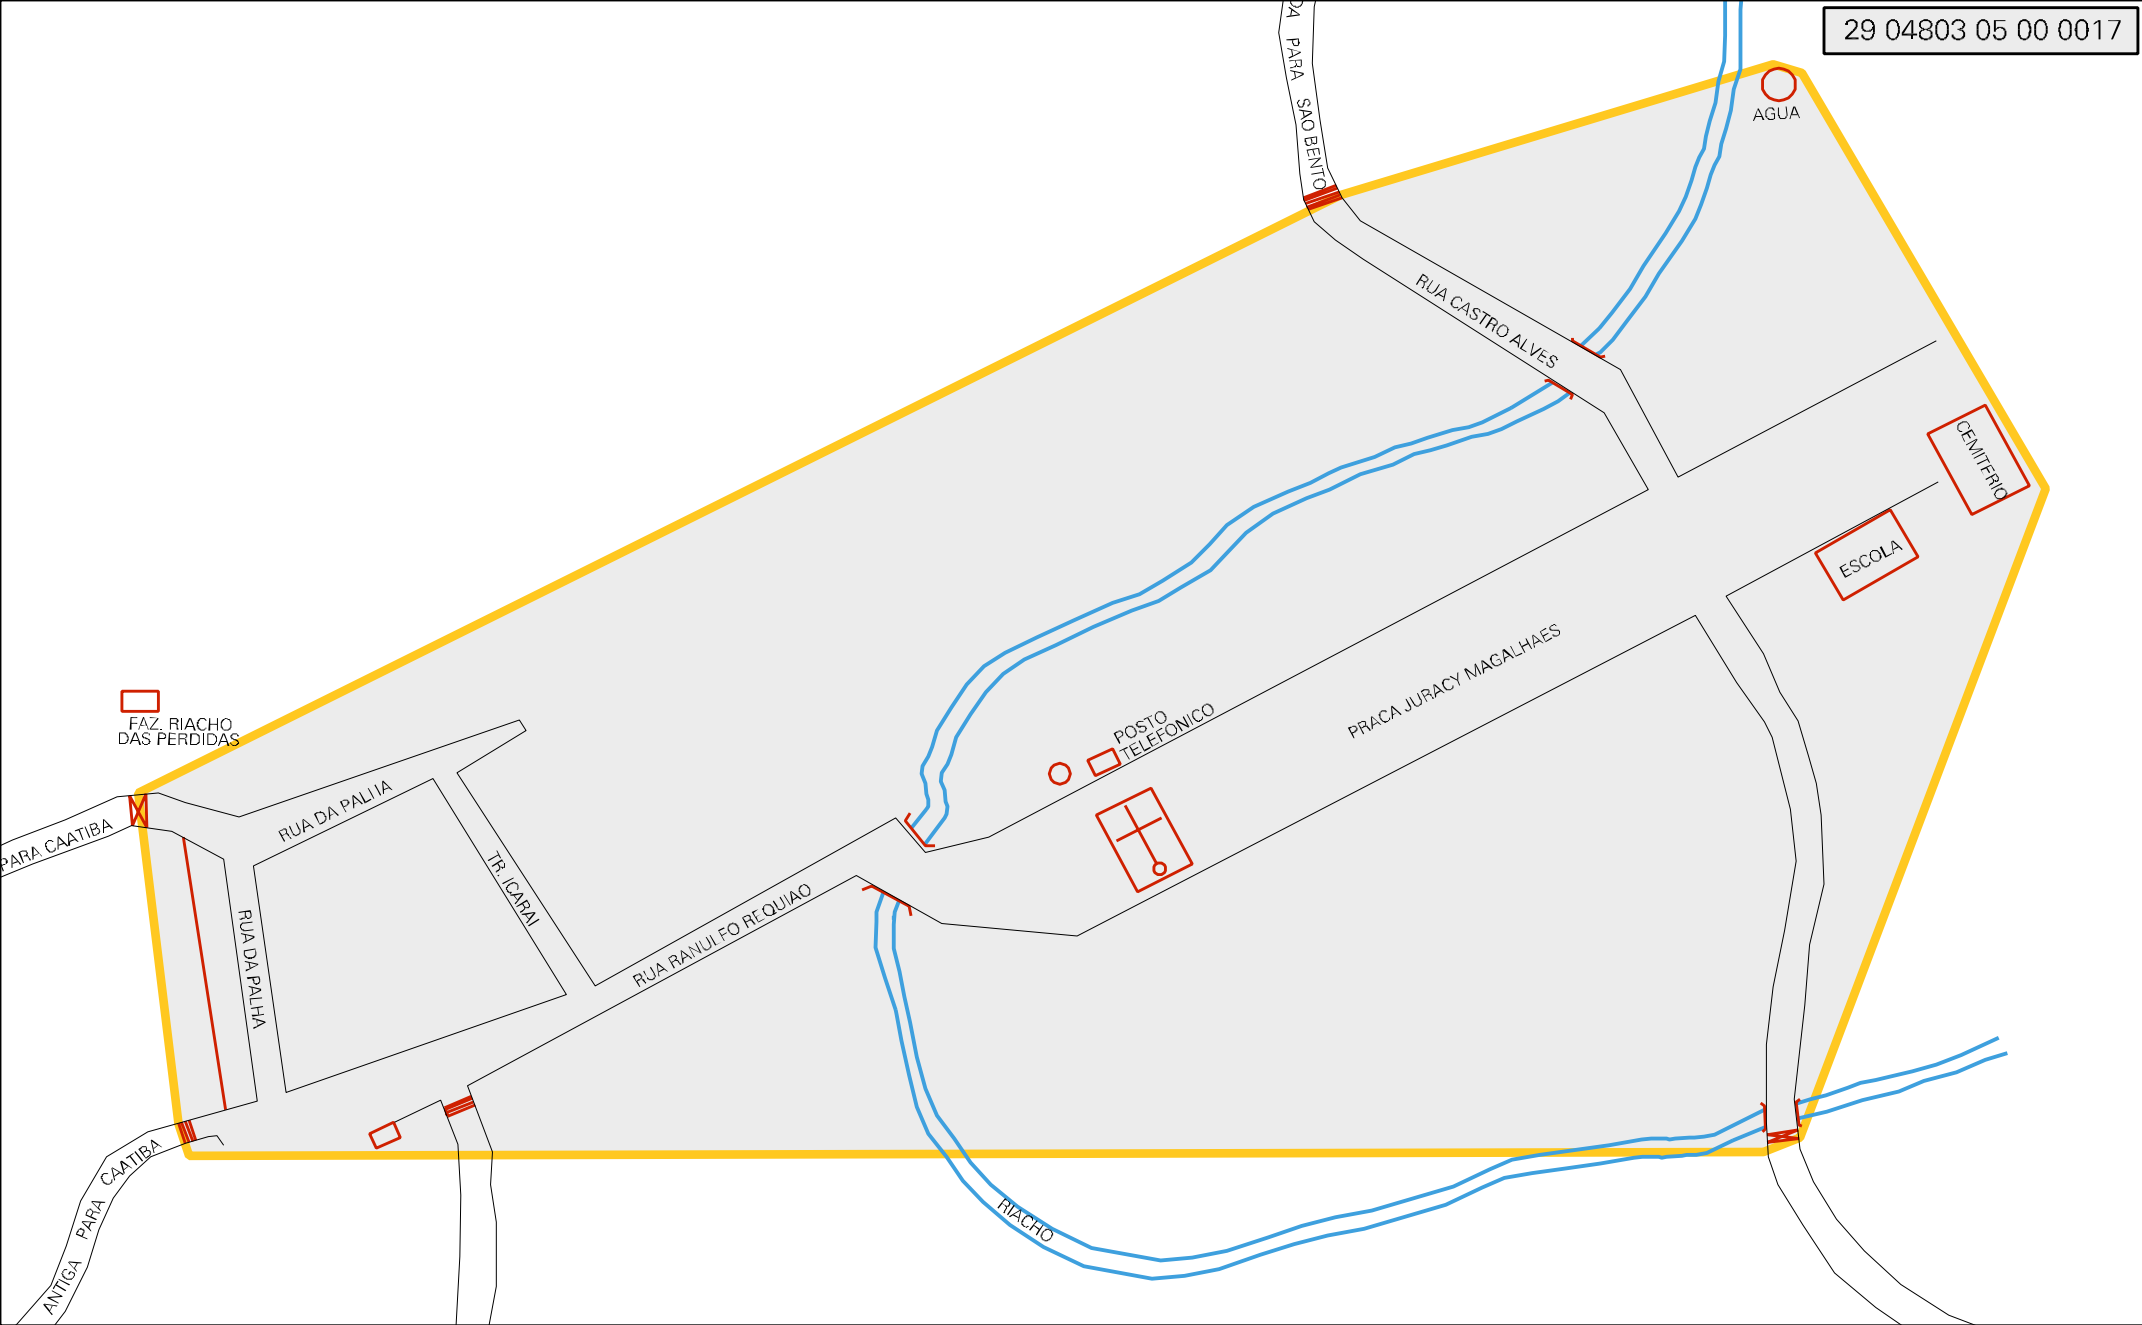 29 04803 05 00 0017
DA PARA SAO BENTO
AGUA
RUA CASTRO ALVES
CEMITERIO
ESCOLA
PRACA JURACY MAGALHAES
POSTO
TELEFONICO
FAZ. RIACHO
DAS PERDIDAS
RUA DA PALHA
PARA CAATIBA
TR. ICARAI
RUA RANULFO REQUIAO
RUA DA PALHA
ANTIGA PARA CAATIBA
RIACHO